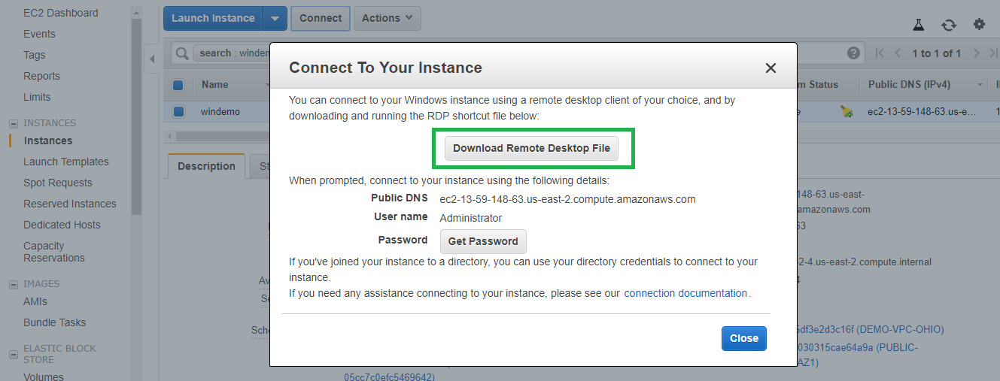 EC2 Dashboard
Events
Tags
Reports
Limits
INSTANCES
Instances
Launch Templates
Spot Requests
Reserved Instances
Dedicated Hosts
Capacity
Reservations
IMAGES
AMIs
Bundle Tasks
ELASTIC BLOCK
STORE
Volumes
Launch Instance Connect Actions
search : windem
1 to 1 of 1
Name m Status Public DNS (IPv4)
windemo ec2-13-59-148-63.us-e...
Description
Connect To Your Instance
You can connect to your Windows instance using a remote desktop client of your choice, and by
downloading and running the RDP shortcut file below:
Download Remote Desktop File
When prompted, connect to your instance using the following details:
Public DNS ec2-13-59-148-63.us-east-2.compute.amazonaws.com
User name Administrator
Password Get Password
If you've joined your instance to a directory, you can use your directory credentials to connect to your
instance.
If you need any assistance connecting to your instance, please see our connection documentation.
Close
48-63.us-east-
amazonaws.com
63
2-4.us-east-2.compute.internal
4
5df3e2d3c16f (DEMO-VPC-OHIO)
030315cae64a9a (PUBLIC-
AZ1)
05cc7c0efc5469642)